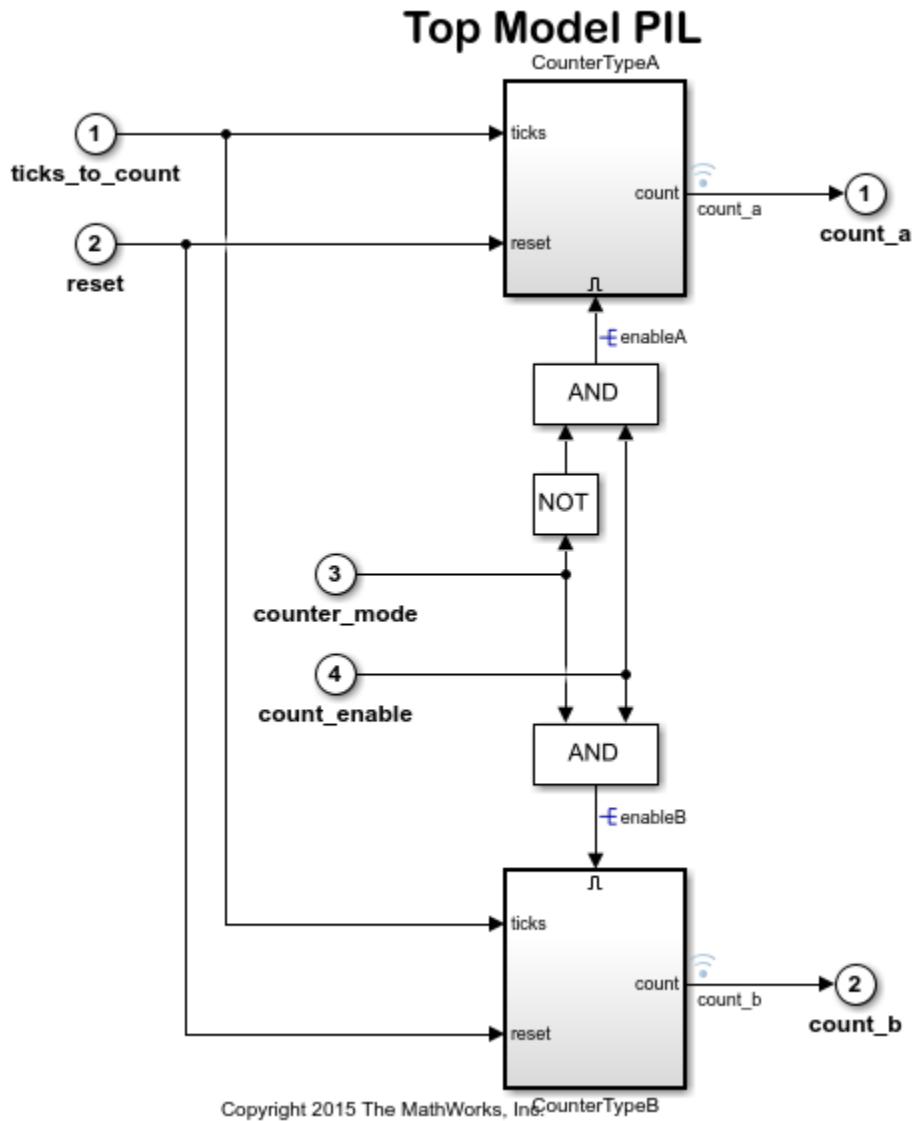 Top Model PIL
CounterTypeA
1
ticks
ticks_to_count
count
1
count_a
count_a
2
reset
reset
enableA
AND
NOT
3
counter_mode
4
count_enable
AND
enableB
ticks
count
2
count_b
count_b
reset
CounterTypeB
Copyright 2015 The MathWorks, Inc.